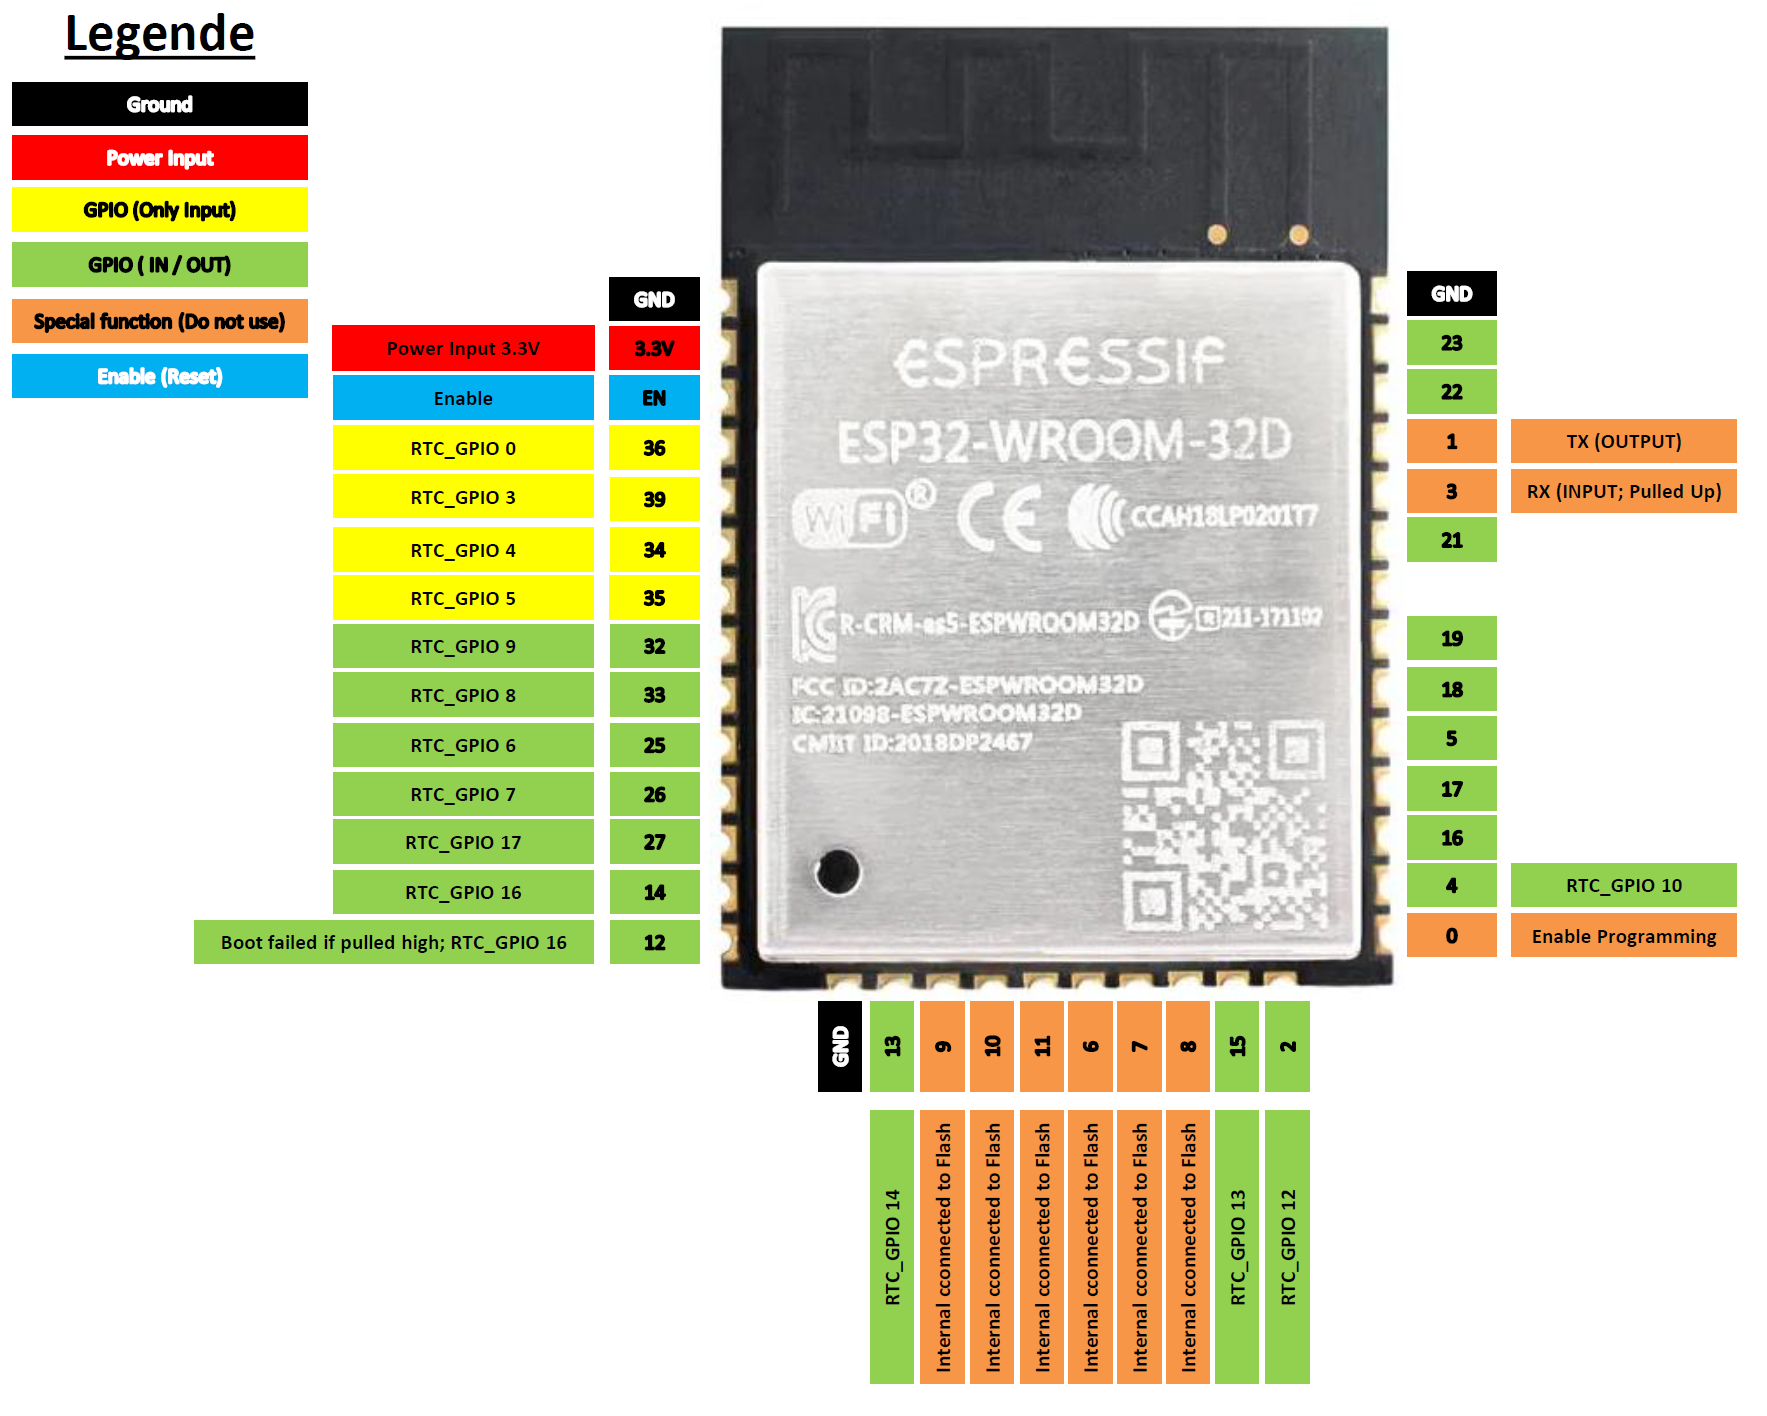 Legende
Ground
Power Input
GPIO (Only Input)
GPIO ( IN / OUT)
Special function (Do not use)
Enable (Reset)
GND
Power Input 3.3V 3.3V
Enable EN
RTC_GPIO 0 36
RTC_GPIO 3 39
RTC_GPIO 4 34
RTC_GPIO 5 35
RTC_GPIO 9 32
RTC_GPIO 8 33
RTC_GPIO 6 25
RTC_GPIO 7 26
RTC_GPIO 17 27
RTC_GPIO 16 14
Boot failed if pulled high; RTC_GPIO 16 12
ESPRESSIF
ESP32-WROOM-32D
WiFi ® CE CCAH18LP0201T7
R-CRM-es5-ESPWROOM32D R 211-171102
FCC ID:2AC7Z-ESPWROOM32D
IC:21098-ESPWROOM32D
CMIIT ID:2018DP2467
GND
23
22
1 TX (OUTPUT)
3 RX (INPUT; Pulled Up)
21
19
18
5
17
16
4 RTC_GPIO 10
0 Enable Programming
GND
13 RTC_GPIO 14
9 Internal cconnected to Flash
10 Internal cconnected to Flash
11 Internal cconnected to Flash
6 Internal cconnected to Flash
7 Internal cconnected to Flash
8 Internal cconnected to Flash
15 RTC_GPIO 13
2 RTC_GPIO 12